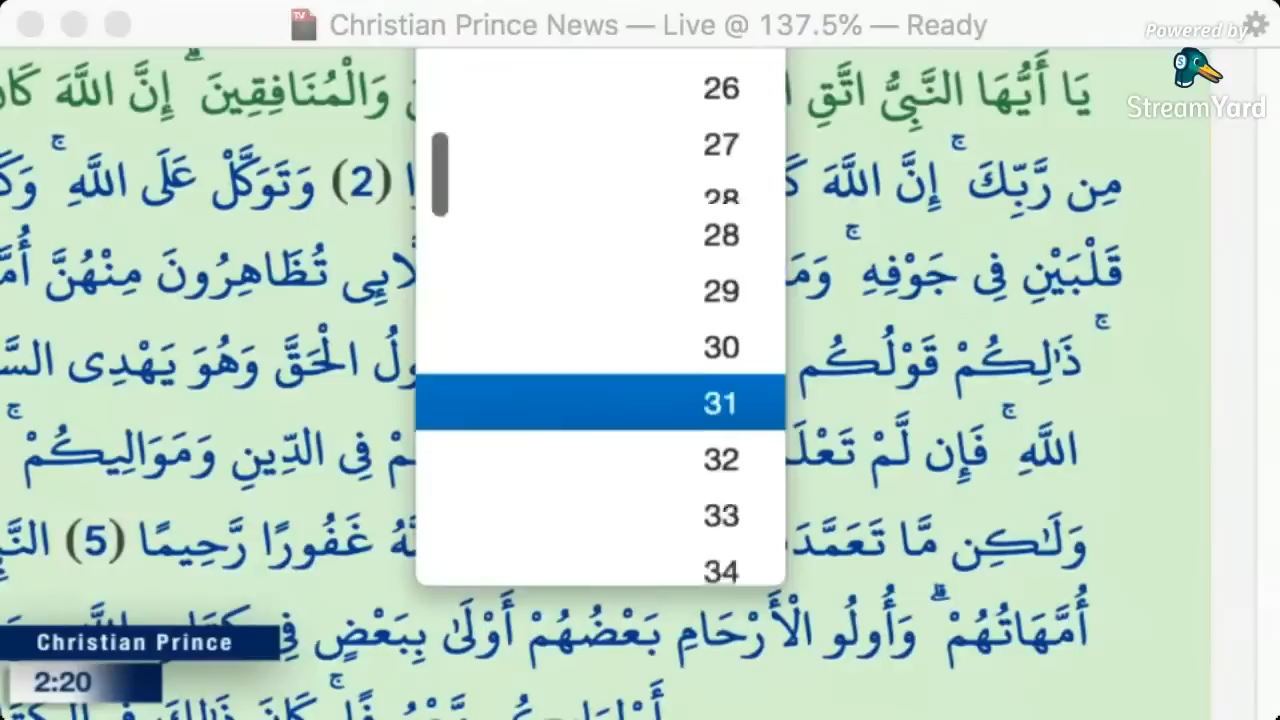 Christian Prince News — Live @ 137.5% — Ready
Powered by
StreamYard
يَا أَيُّهَا النَّبِيُّ اتَّقِ
وَالْمُنَافِقِينَ ۗ إِنَّ اللَّهَ
مِن رَّبِّكَ ۚ إِنَّ اللَّهَ
(2) وَتَوَكَّلْ عَلَى اللَّهِ ۚ
قَلْبَيْنِ فِي جَوْفِهِ ۚ
تُظَاهِرُونَ مِنْهُنَّ
ذَٰلِكُمْ قَوْلُكُم
الْحَقَّ وَهُوَ يَهْدِي
اللَّهِ ۚ فَإِن لَّمْ
فِي الدِّينِ وَمَوَالِيكُمْ ۚ
وَلَٰكِن مَّا
غَفُورًا رَّحِيمًا (5)
أُمَّهَاتُهُمْ ۗ وَأُولُو الْأَرْحَامِ بَعْضُهُمْ أَوْلَىٰ بِبَعْضٍ فِي
26
27
28
28
29
30
31
32
33
34
Christian Prince
2:20